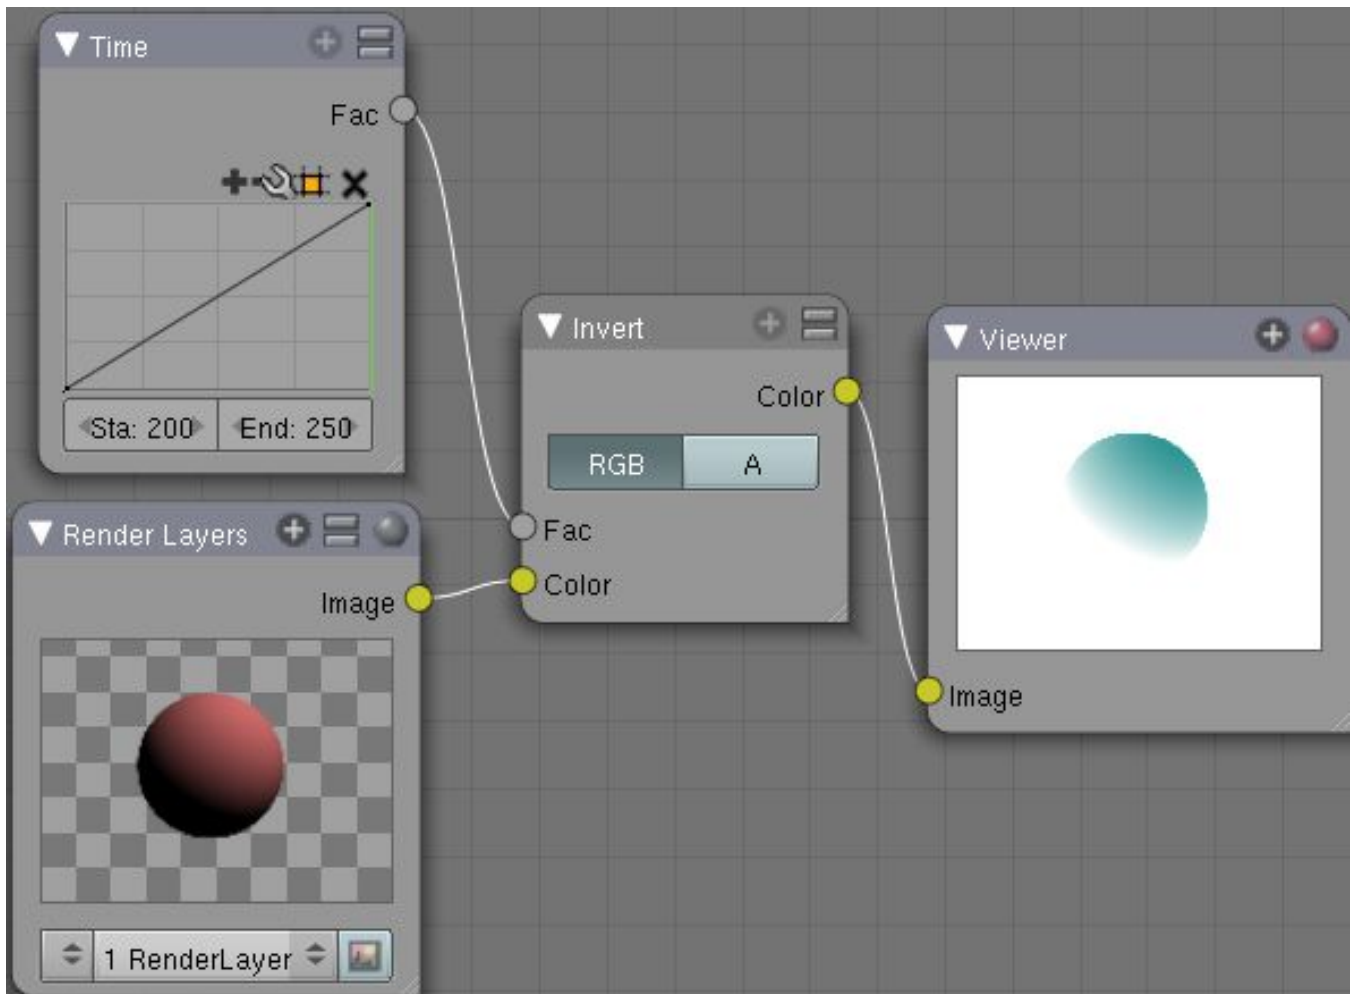 Time
Fac
Sta: 200 End: 250
Render Layers
Image
1 RenderLayer
Invert
Color
RGB A
Fac
Color
Viewer
Image